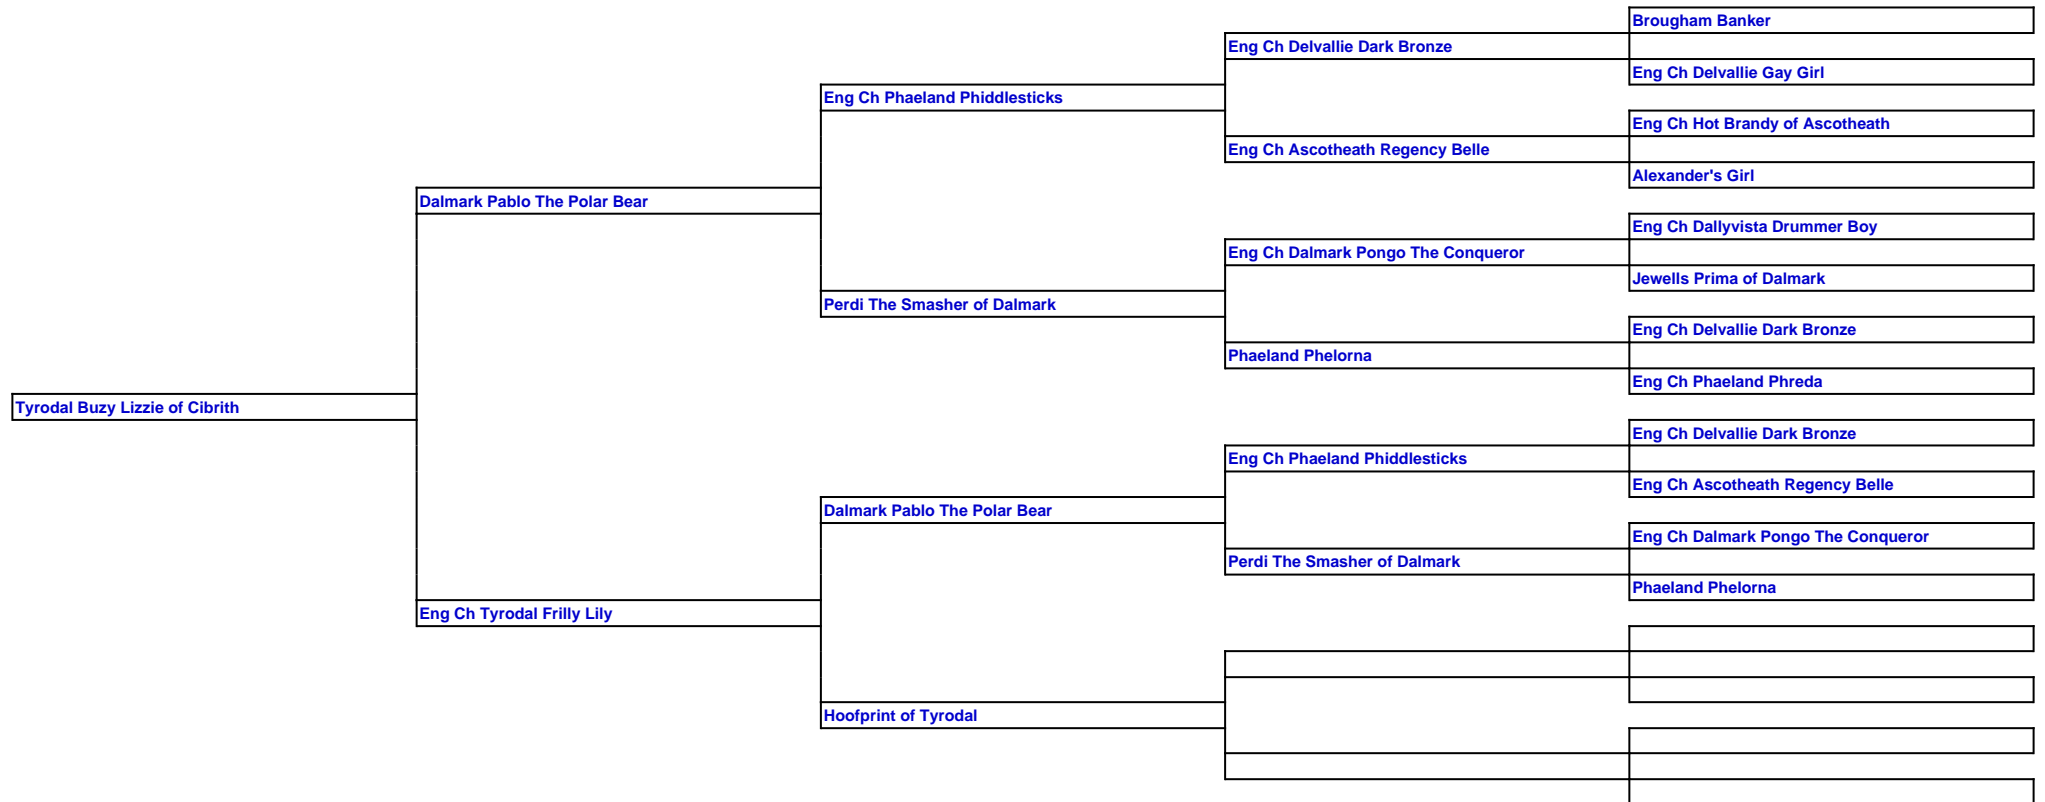 Brougham Banker
Eng Ch Delvallie Dark Bronze
Eng Ch Delvallie Gay Girl
Eng Ch Phaeland Phiddlesticks
Eng Ch Hot Brandy of Ascotheath
Eng Ch Ascotheath Regency Belle
Alexander's Girl
Dalmark Pablo The Polar Bear
Eng Ch Dallyvista Drummer Boy
Eng Ch Dalmark Pongo The Conqueror
Jewells Prima of Dalmark
Perdi The Smasher of Dalmark
Eng Ch Delvallie Dark Bronze
Phaeland Phelorna
Eng Ch Phaeland Phreda
Tyrodal Buzy Lizzie of Cibrith
Eng Ch Delvallie Dark Bronze
Eng Ch Phaeland Phiddlesticks
Eng Ch Ascotheath Regency Belle
Dalmark Pablo The Polar Bear
Eng Ch Dalmark Pongo The Conqueror
Perdi The Smasher of Dalmark
Phaeland Phelorna
Eng Ch Tyrodal Frilly Lily
Hoofprint of Tyrodal